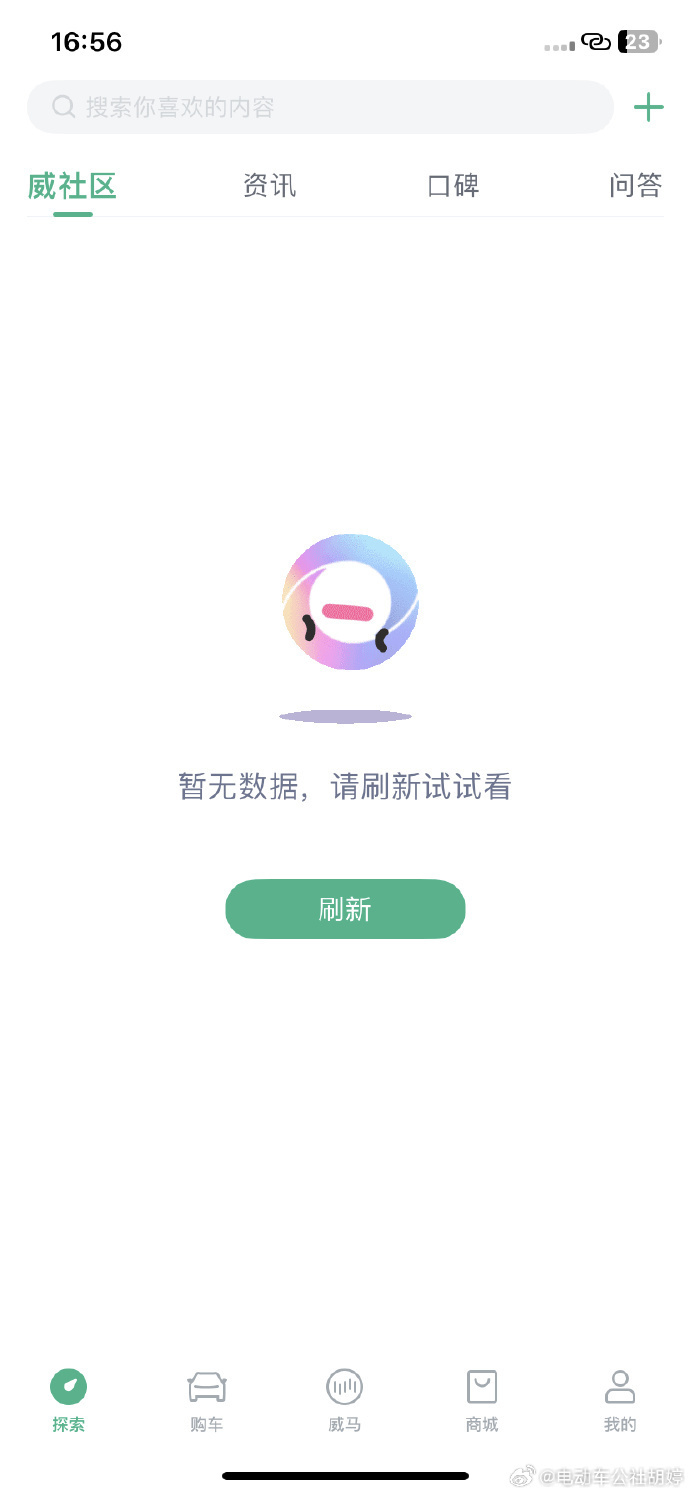 16:56
23
搜索你喜欢的内容
威社区 资讯 口碑 问答
暂无数据，请刷新试试看
刷新
探索 购车 威马 商城 我的
@电动车公社胡婷